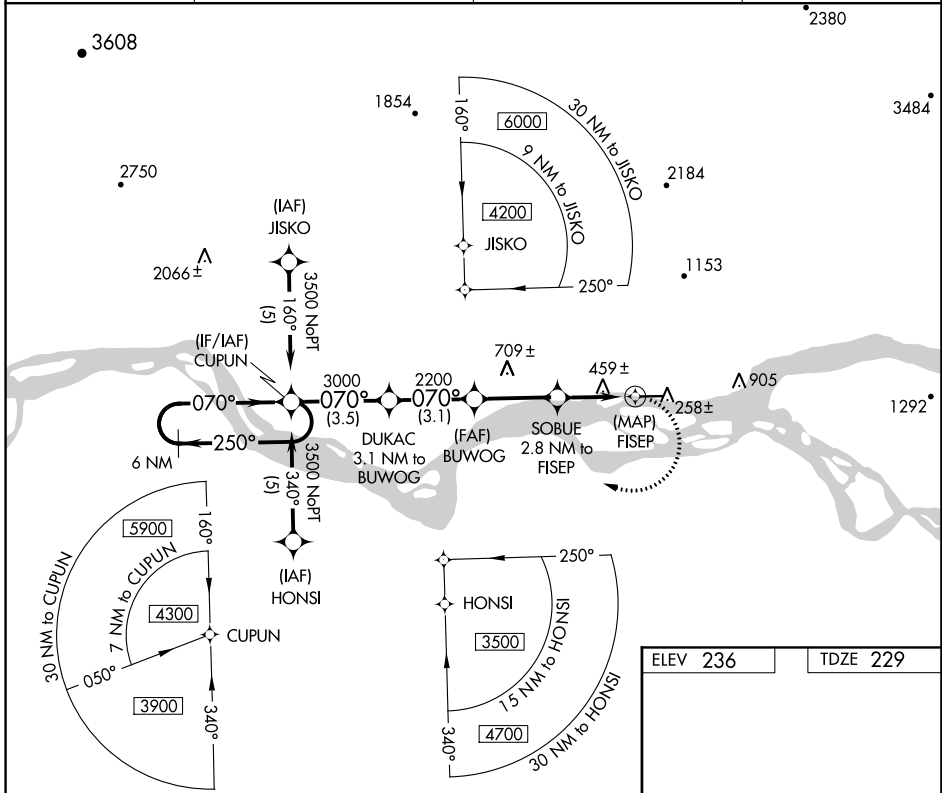 2380
3608
1854
3484
160°
6000
30 NM to JISKO
9 NM to JISKO
2750
2184
4200
(IAF)
JISKO
JISKO
2066±
1153
250°
3500 NoPT
160°
(5)
(IF/IAF)
CUPUN
709±
459±
905
3000
2200
070°
070°
070°
(3.5)
(3.1)
258±
1292
DUKAC
3.1 NM to
BUWOG
(FAF)
BUWOG
SOBUE
2.8 NM to
FISEP
(MAP)
FISEP
250°
6 NM
3500 NoPT
340°
(5)
(IAF)
HONSI
5900
160°
30 NM to CUPUN
7 NM to CUPUN
4300
CUPUN
050°
3900
340°
250°
HONSI
3500
15 NM to HONSI
340°
4700
30 NM to HONSI
ELEV 236
TDZE 229